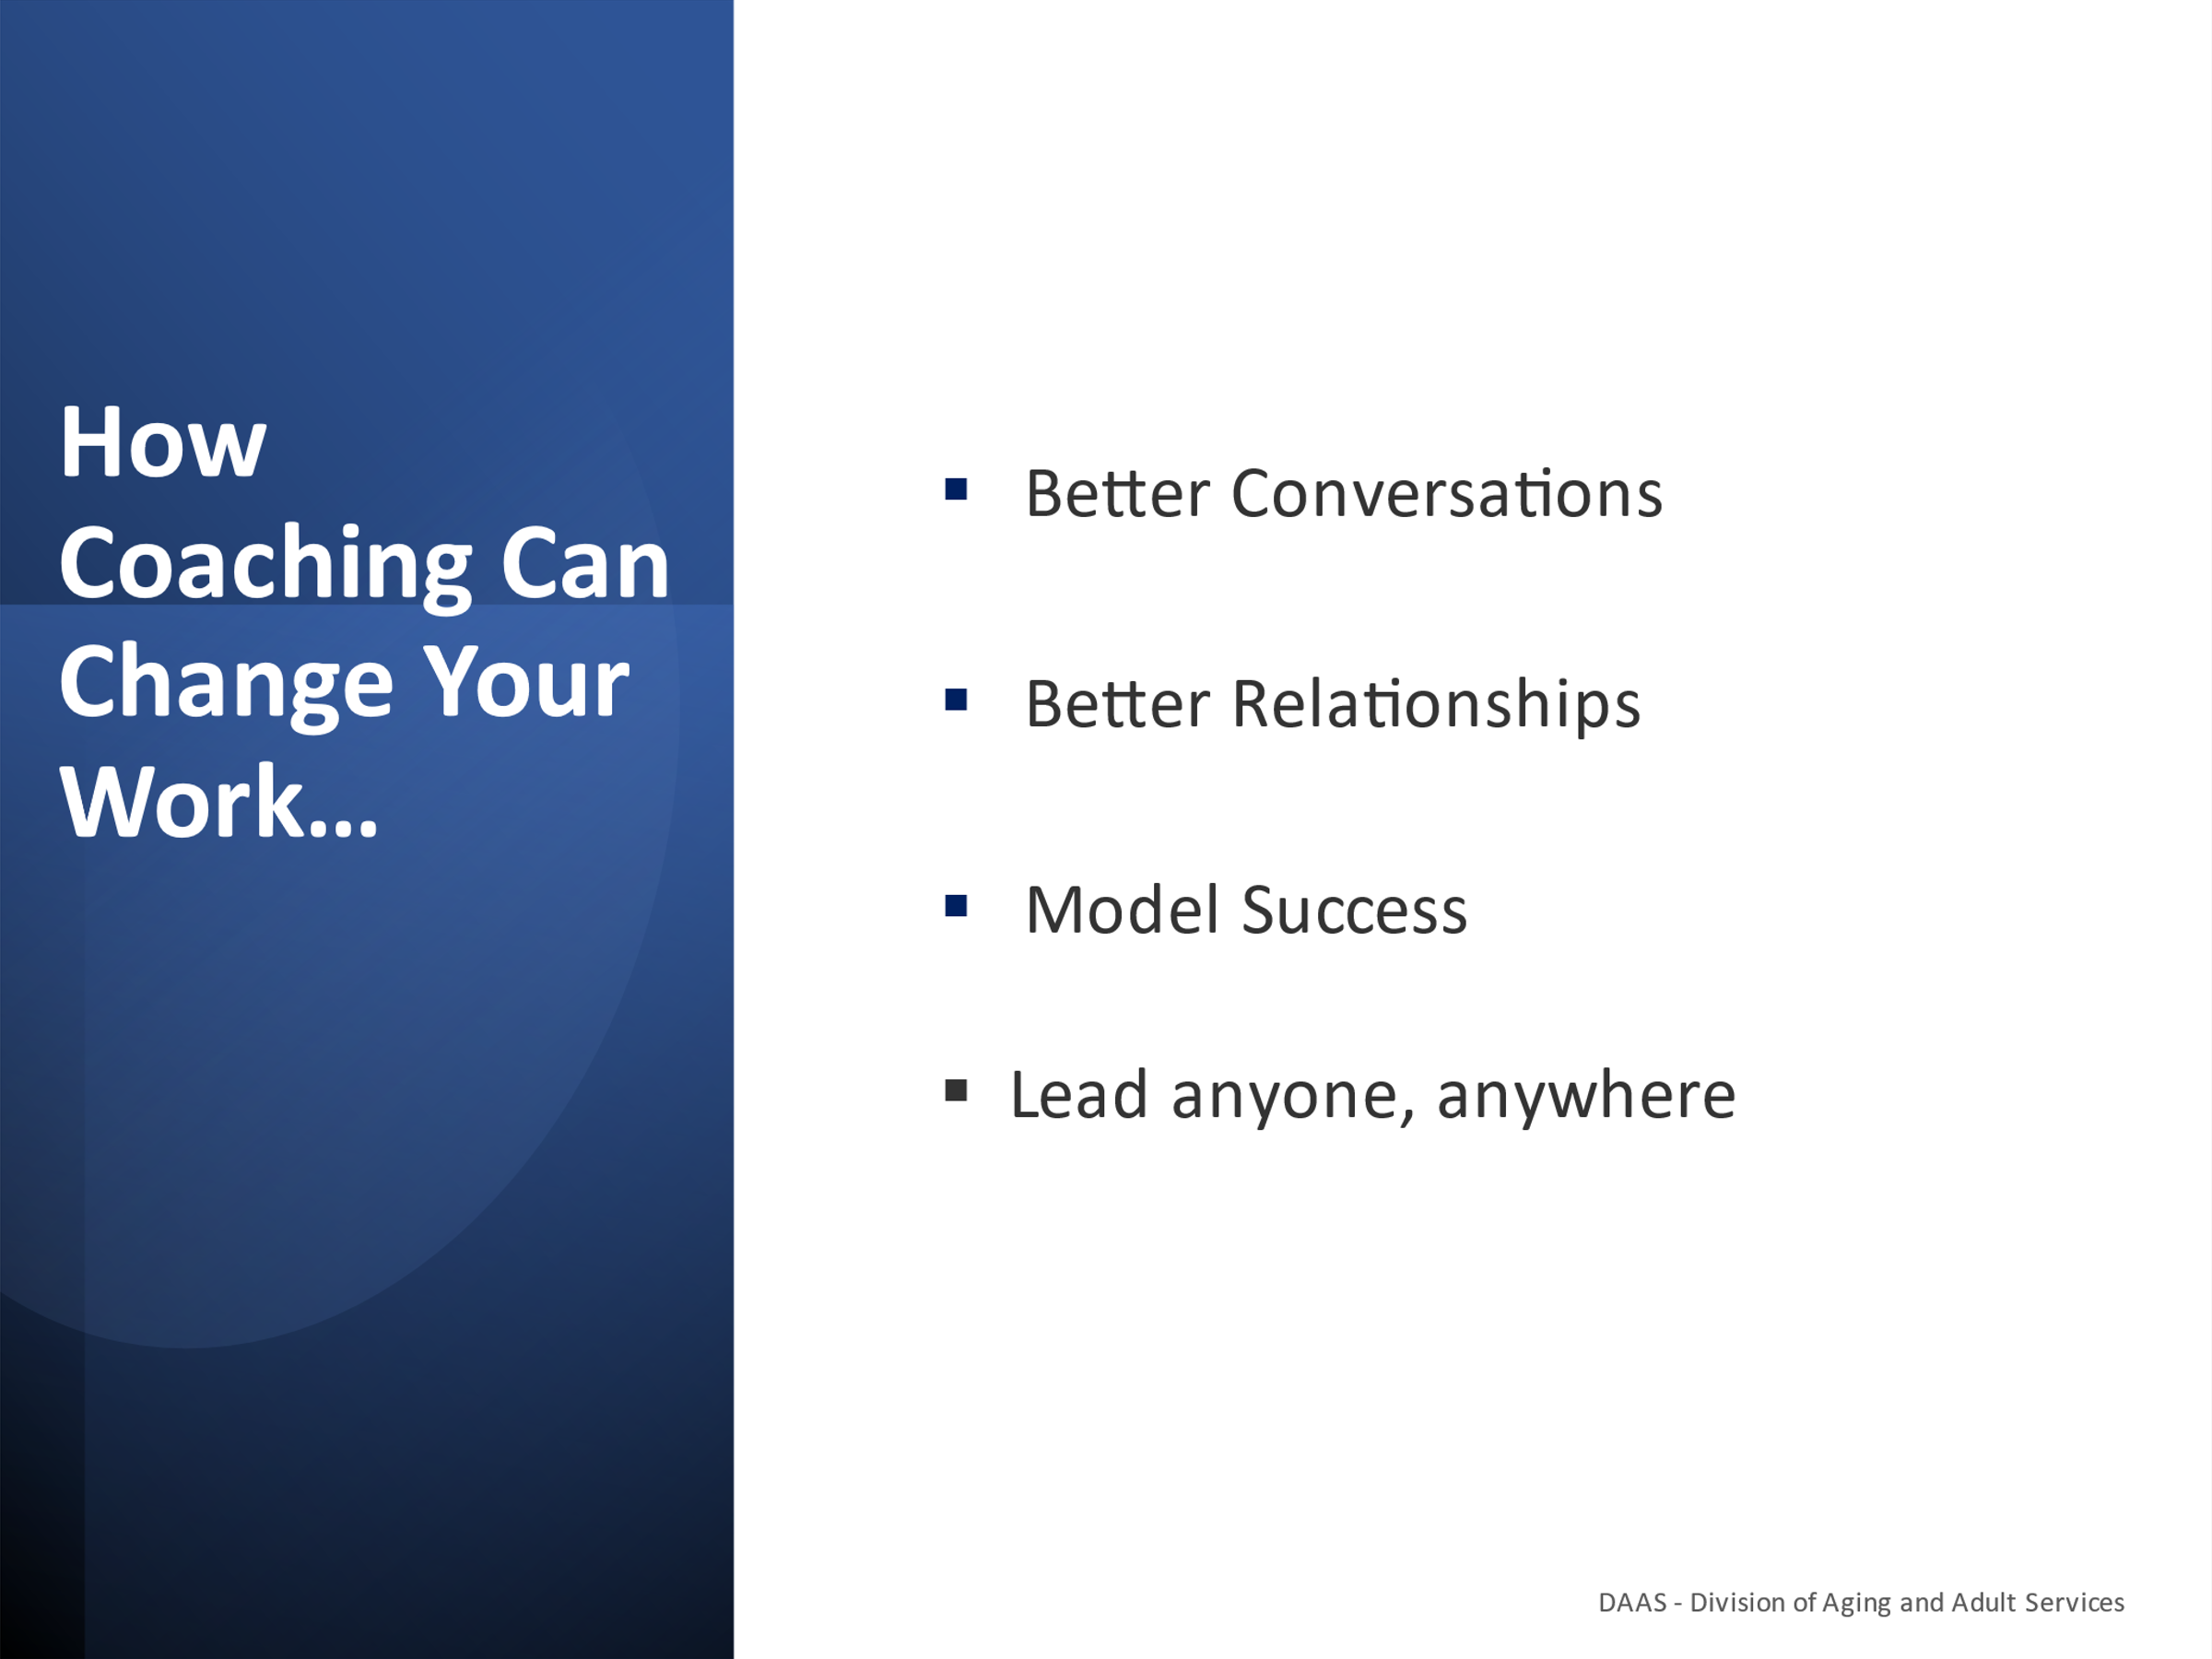 How
Coaching Can
Change Your
Work...
▪ Better Conversations
▪ Better Relationships
▪ Model Success
▪ Lead anyone, anywhere
DAAS - Division of Aging and Adult Services